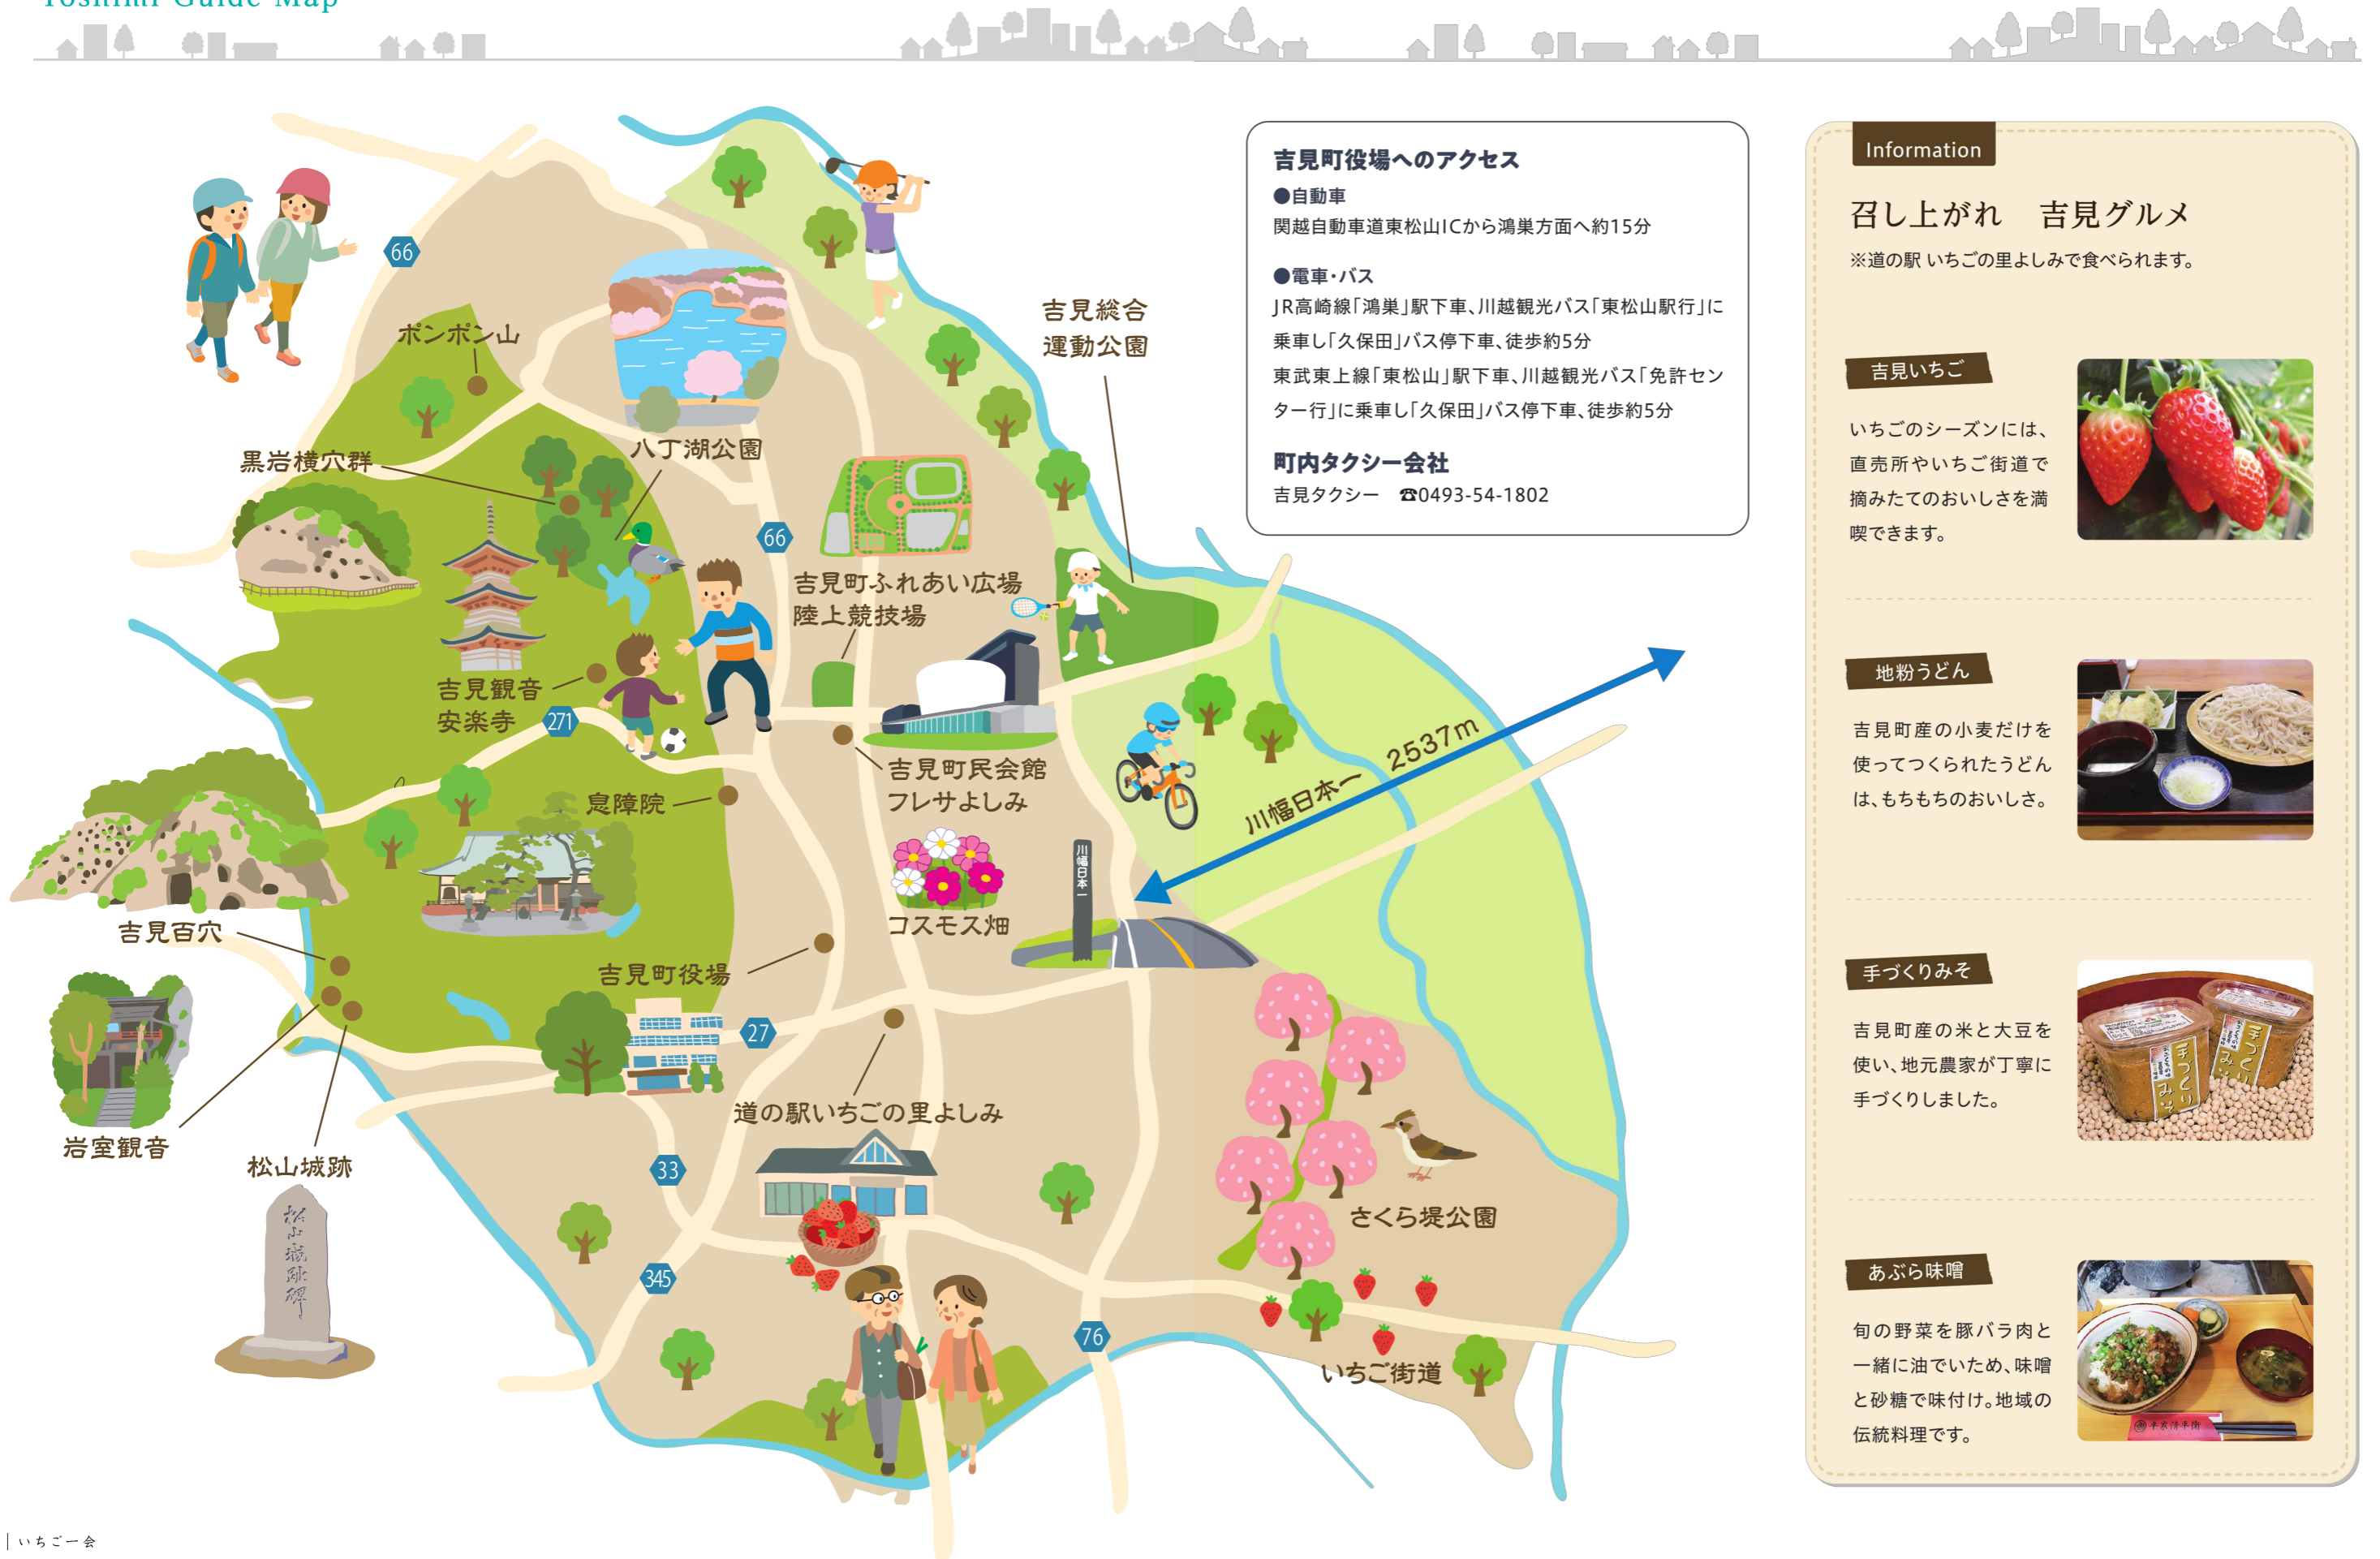 Yoshimi Guide Map
66
ポンポン山
黒岩横穴群
八丁湖公園
66
吉見総合
運動公園
吉見町ふれあい広場
陸上競技場
吉見観音
安楽寺
271
吉見町民会館
フレサよしみ
息障院
川幅日本一 2537m
川幅日本一
コスモス畑
吉見百穴
吉見町役場
27
岩室観音
松山城跡
松山城跡碑
道の駅いちごの里よしみ
33
345
76
さくら堤公園
いちご街道
吉見町役場へのアクセス
●自動車
関越自動車道東松山ICから鴻巣方面へ約15分
●電車・バス
JR高崎線「鴻巣」駅下車、川越観光バス「東松山駅行」に
乗車し「久保田」バス停下車、徒歩約5分
東武東上線「東松山」駅下車、川越観光バス「免許セン
ター行」に乗車し「久保田」バス停下車、徒歩約5分
町内タクシー会社
吉見タクシー ☎0493-54-1802
Information
召し上がれ 吉見グルメ
※道の駅 いちごの里よしみで食べられます。
吉見いちご
いちごのシーズンには、
直売所やいちご街道で
摘みたてのおいしさを満
喫できます。
地粉うどん
吉見町産の小麦だけを
使ってつくられたうどん
は、もちもちのおいしさ。
手づくりみそ
吉見町産の米と大豆を
使い、地元農家が丁寧に
手づくりしました。
手づくりみそ
手づくりみそ
あぶら味噌
旬の野菜を豚バラ肉と
一緒に油でいため、味噌
と砂糖で味付け。地域の
伝統料理です。
いちご一会